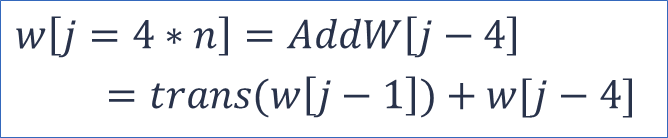 w[j = 4 * n] = AddW[j − 4]
= trans(w[j − 1]) + w[j − 4]